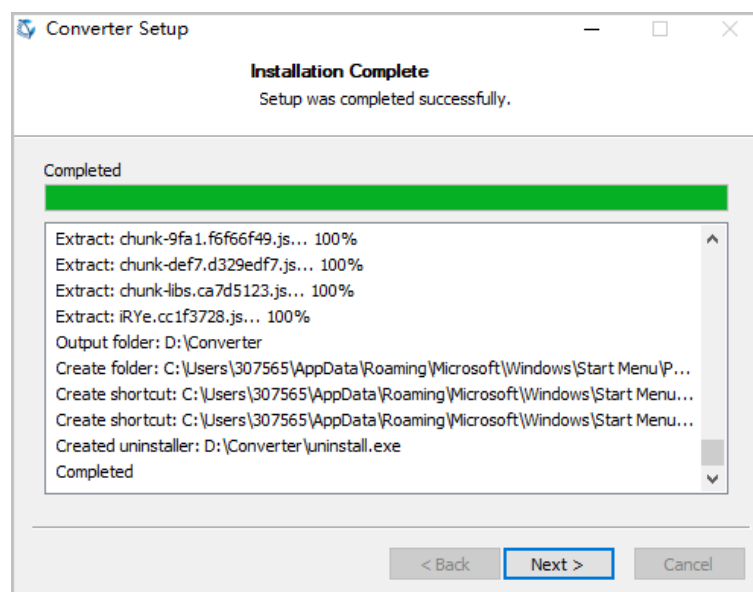 Converter Setup
Installation Complete
Setup was completed successfully.
Completed
Extract: chunk-9fa1.f6f66f49.js... 100%
Extract: chunk-def7.d329edf7.js... 100%
Extract: chunk-libs.ca7d5123.js... 100%
Extract: iRYe.cc1f3728.js... 100%
Output folder: D:\Converter
Create folder: C:\Users\307565\AppData\Roaming\Microsoft\Windows\Start Menu\P...
Create shortcut: C:\Users\307565\AppData\Roaming\Microsoft\Windows\Start Menu...
Create shortcut: C:\Users\307565\AppData\Roaming\Microsoft\Windows\Start Menu...
Created uninstaller: D:\Converter\uninstall.exe
Completed
< Back Next > Cancel